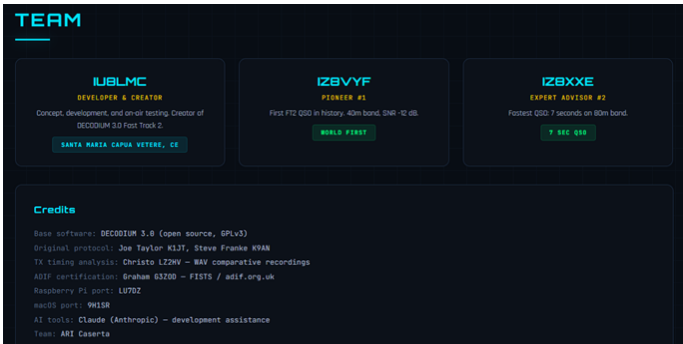 TEAM
IU8LMC
DEVELOPER & CREATOR
Concept, development, and on-air testing. Creator of
DECODIUM 3.0 Fast Track 2.
SANTA MARIA CAPUA VETERE, CE
IZ8VYF
PIONEER #1
First FT2 QSO in history. 40m band, SNR -12 dB.
WORLD FIRST
IZ8XXE
EXPERT ADVISOR #2
Fastest QSO: 7 seconds on 80m band.
7 SEC QSO
Credits
Base software: DECODIUM 3.0 (open source, GPLv3)
Original protocol: Joe Taylor K1JT, Steve Franke K9AN
TX timing analysis: Christo LZ2HV — WAV comparative recordings
ADIF certification: Graham G3ZOD — FISTS / adif.org.uk
Raspberry Pi port: LU7DZ
macOS port: 9H1SR
AI tools: Claude (Anthropic) — development assistance
Team: ARI Caserta